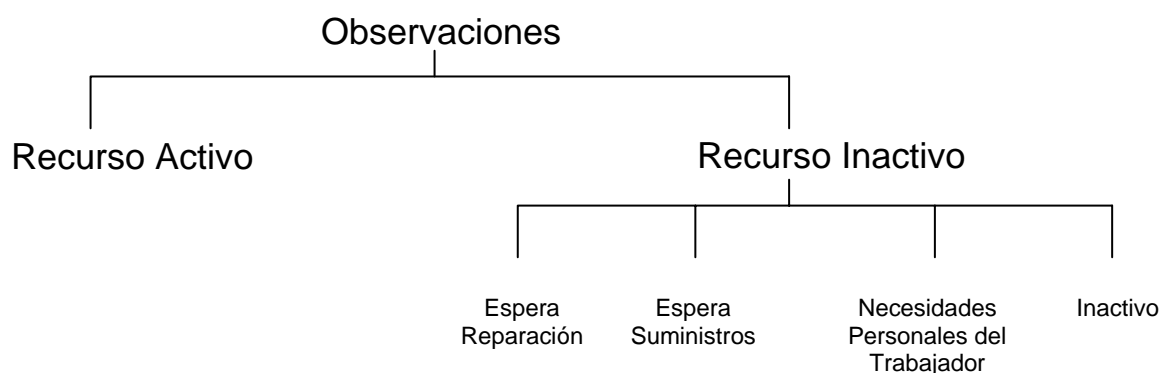 Observaciones
Recurso Activo
Recurso Inactivo
Espera
Reparación
Espera
Suministros
Necesidades
Personales del
Trabajador
Inactivo